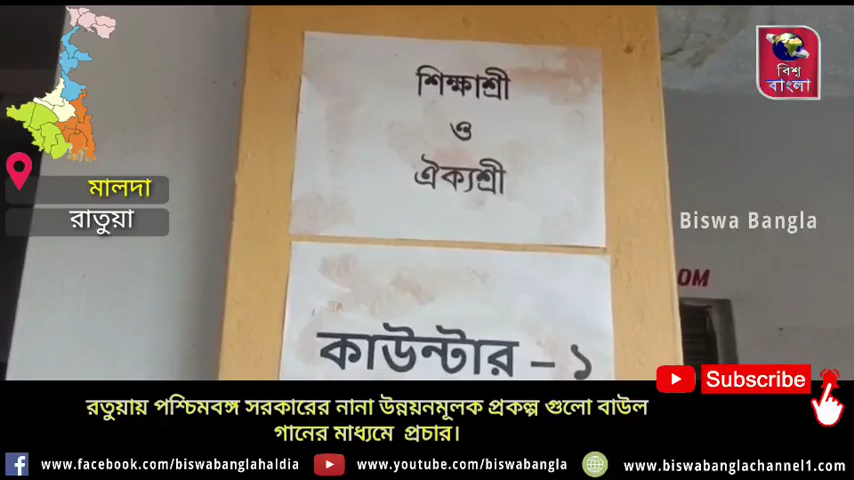 শিক্ষাশ্রী
ও
ঐক্যশ্রী
কাউন্টার – ১
বিশ্ব
বাংলা
মালদা
রাতুয়া
Biswa Bangla
OM
Subscribe
রতুয়ায় পশ্চিমবঙ্গ সরকারের নানা উন্নয়নমূলক প্রকল্প গুলো বাউল
গানের মাধ্যমে প্রচার।
www.facebook.com/biswabanglahaldia
www.youtube.com/biswabangla
www.biswabanglachannel1.com